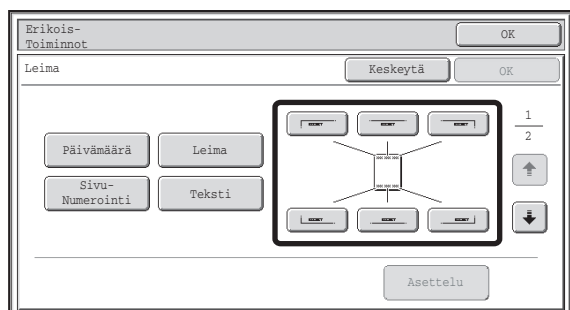 Erikois-
Toiminnot
OK
Leima
Keskeytä
OK
Päivämäärä
Leima
Sivu-
Numerointi
Teksti
1
2
Asettelu